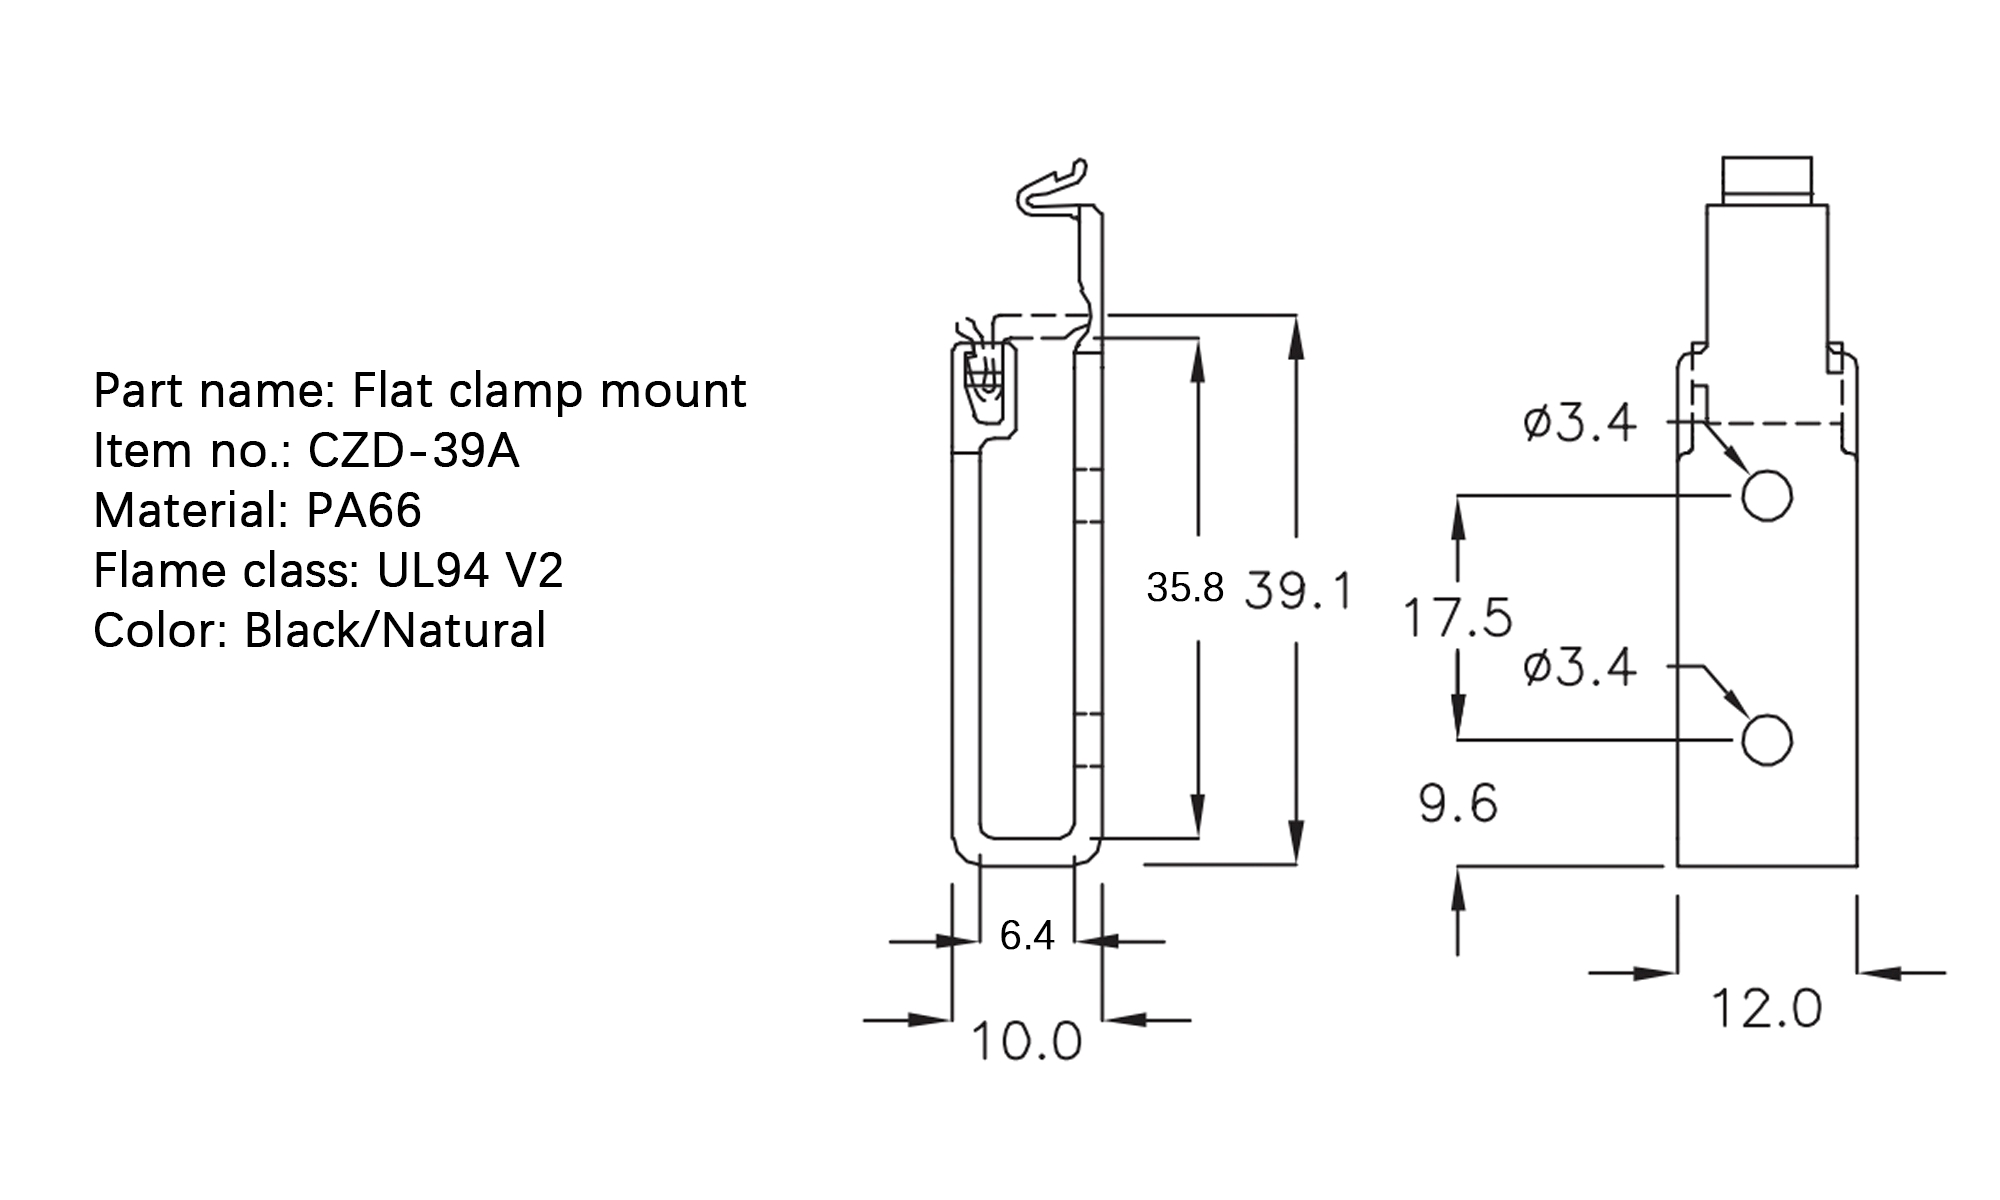 Part name: Flat clamp mount
Item no.: CZD-39A
Material: PA66
Flame class: UL94 V2
Color: Black/Natural
ø3.4
35.8 39.1
17.5
ø3.4
9.6
6.4
10.0
12.0